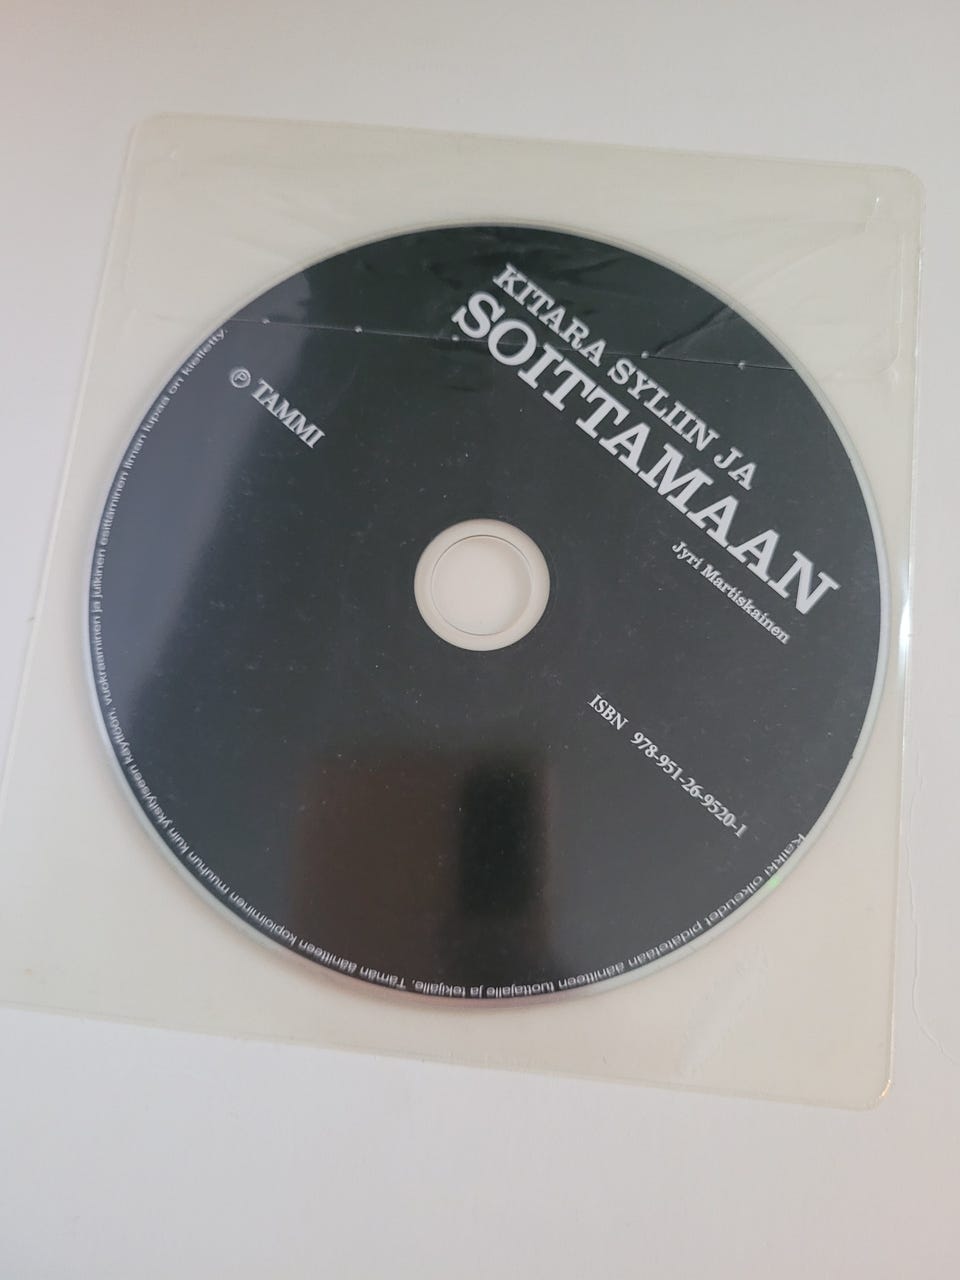 KITARA SYLIIN JA
SOITTAMAAN
Jyri Martiskainen
Ⓟ TAMMI
ISBN 978-951-26-9520-1
Kaikki oikeudet pidätetään äänitteen tuottajalle ja tekijälle. Tämän äänitteen kopioiminen muuhun kuin yksityiseen käyttöön, vuokraaminen ja julkinen esittäminen ilman lupaa on kielletty.